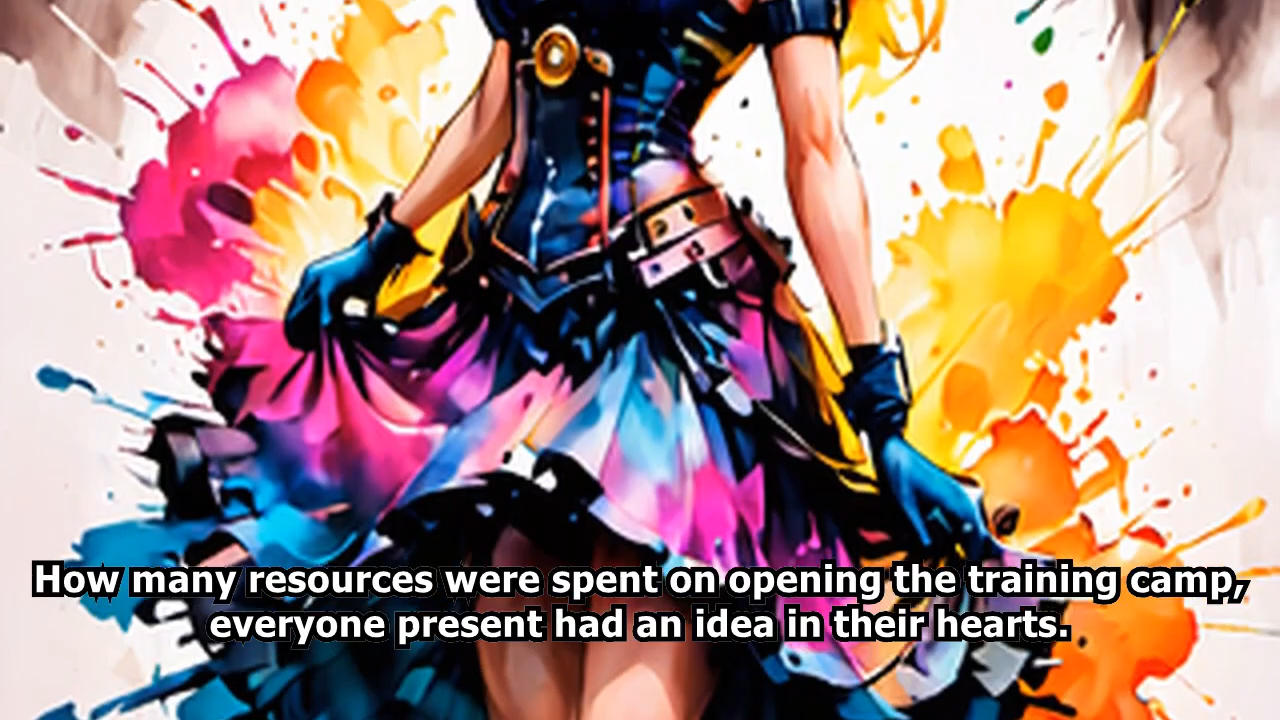 How many resources were spent on opening the training camp,
everyone present had an idea in their hearts.